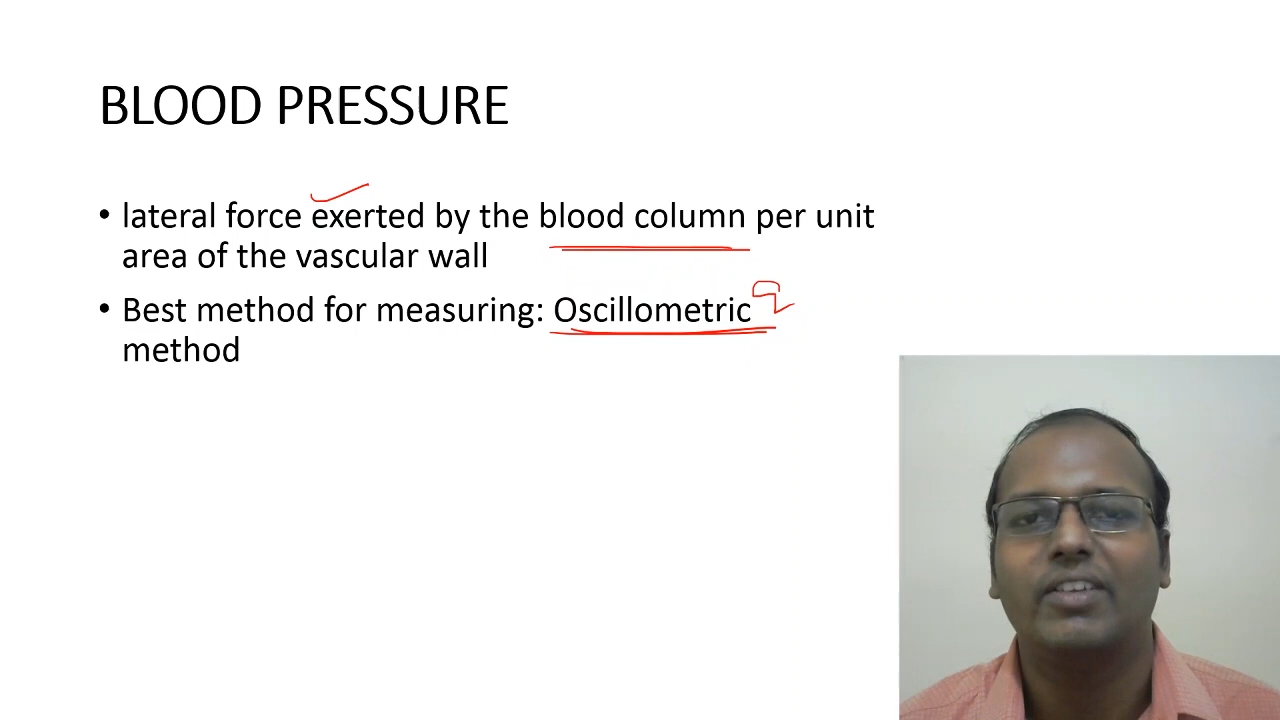 BLOOD PRESSURE
• lateral force exerted by the blood column per unit
area of the vascular wall
• Best method for measuring: Oscillometric
method